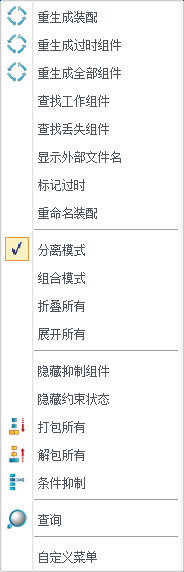 重生成装配
重生成过时组件
重生成全部组件
查找工作组件
查找丢失组件
显示外部文件名
标记过时
重命名装配
分离模式
组合模式
折叠所有
展开所有
隐藏抑制组件
隐藏约束状态
打包所有
解包所有
条件抑制
查询
自定义菜单